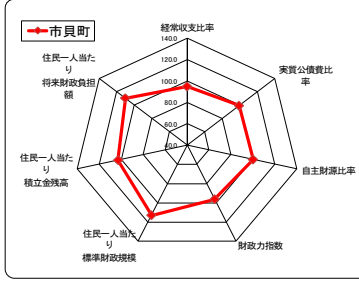 市貝町
経常収支比率
140.0
120.0
100.0
80.0
60.0
40.0
実質公債費比
率
自主財源比率
財政力指数
住民一人当た
り
標準財政規模
住民一人当た
り
積立金残高
住民一人当た
り
将来財政負担
額